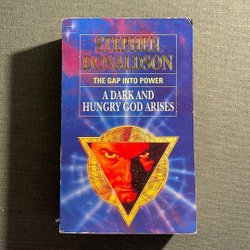 STEPHEN
DONALDSON
THE GAP INTO POWER
A DARK AND
HUNGRY GOD ARISES